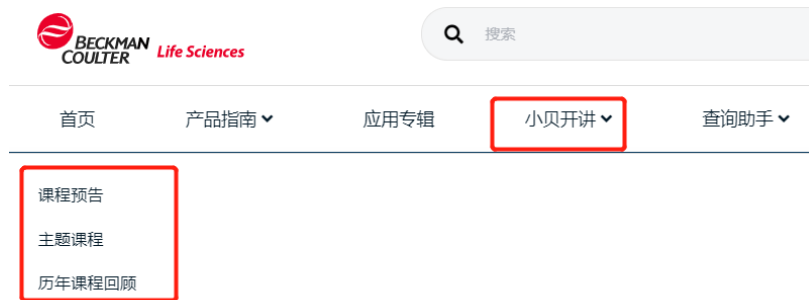 BECKMAN
COULTER
Life Sciences
搜索
首页
产品指南
应用专辑
小贝开讲
查询助手
课程预告
主题课程
历年课程回顾